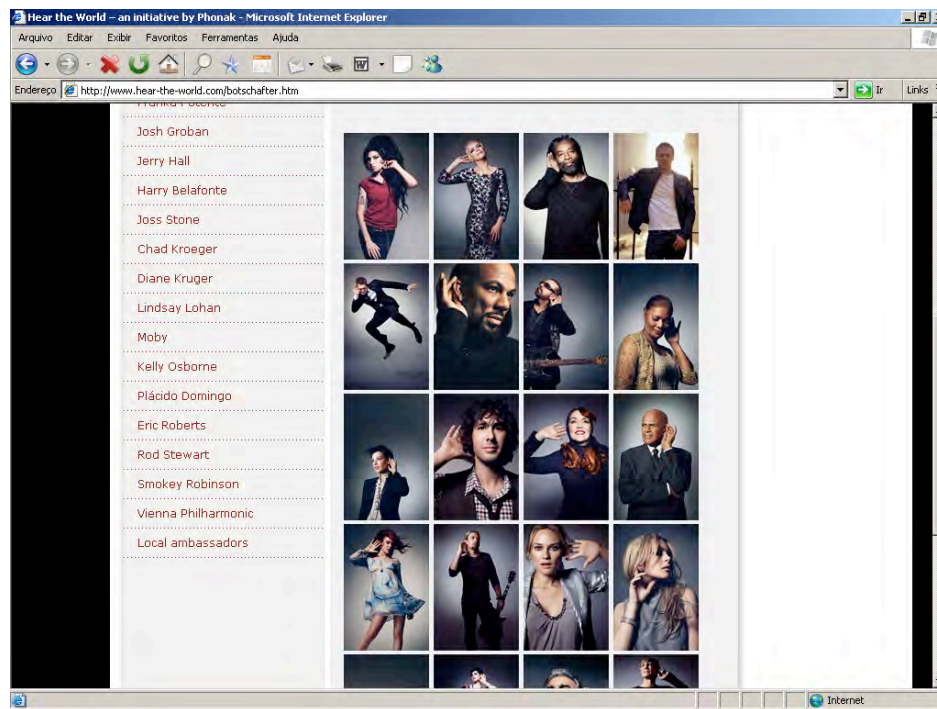 Hear the World – an initiative by Phonak - Microsoft Internet Explorer
Arquivo Editar Exibir Favoritos Ferramentas Ajuda
Endereço http://www.hear-the-world.com/botschafter.htm Ir Links
Franka Potente
Josh Groban
Jerry Hall
Harry Belafonte
Joss Stone
Chad Kroeger
Diane Kruger
Lindsay Lohan
Moby
Kelly Osborne
Plácido Domingo
Eric Roberts
Rod Stewart
Smokey Robinson
Vienna Philharmonic
Local ambassadors
Internet